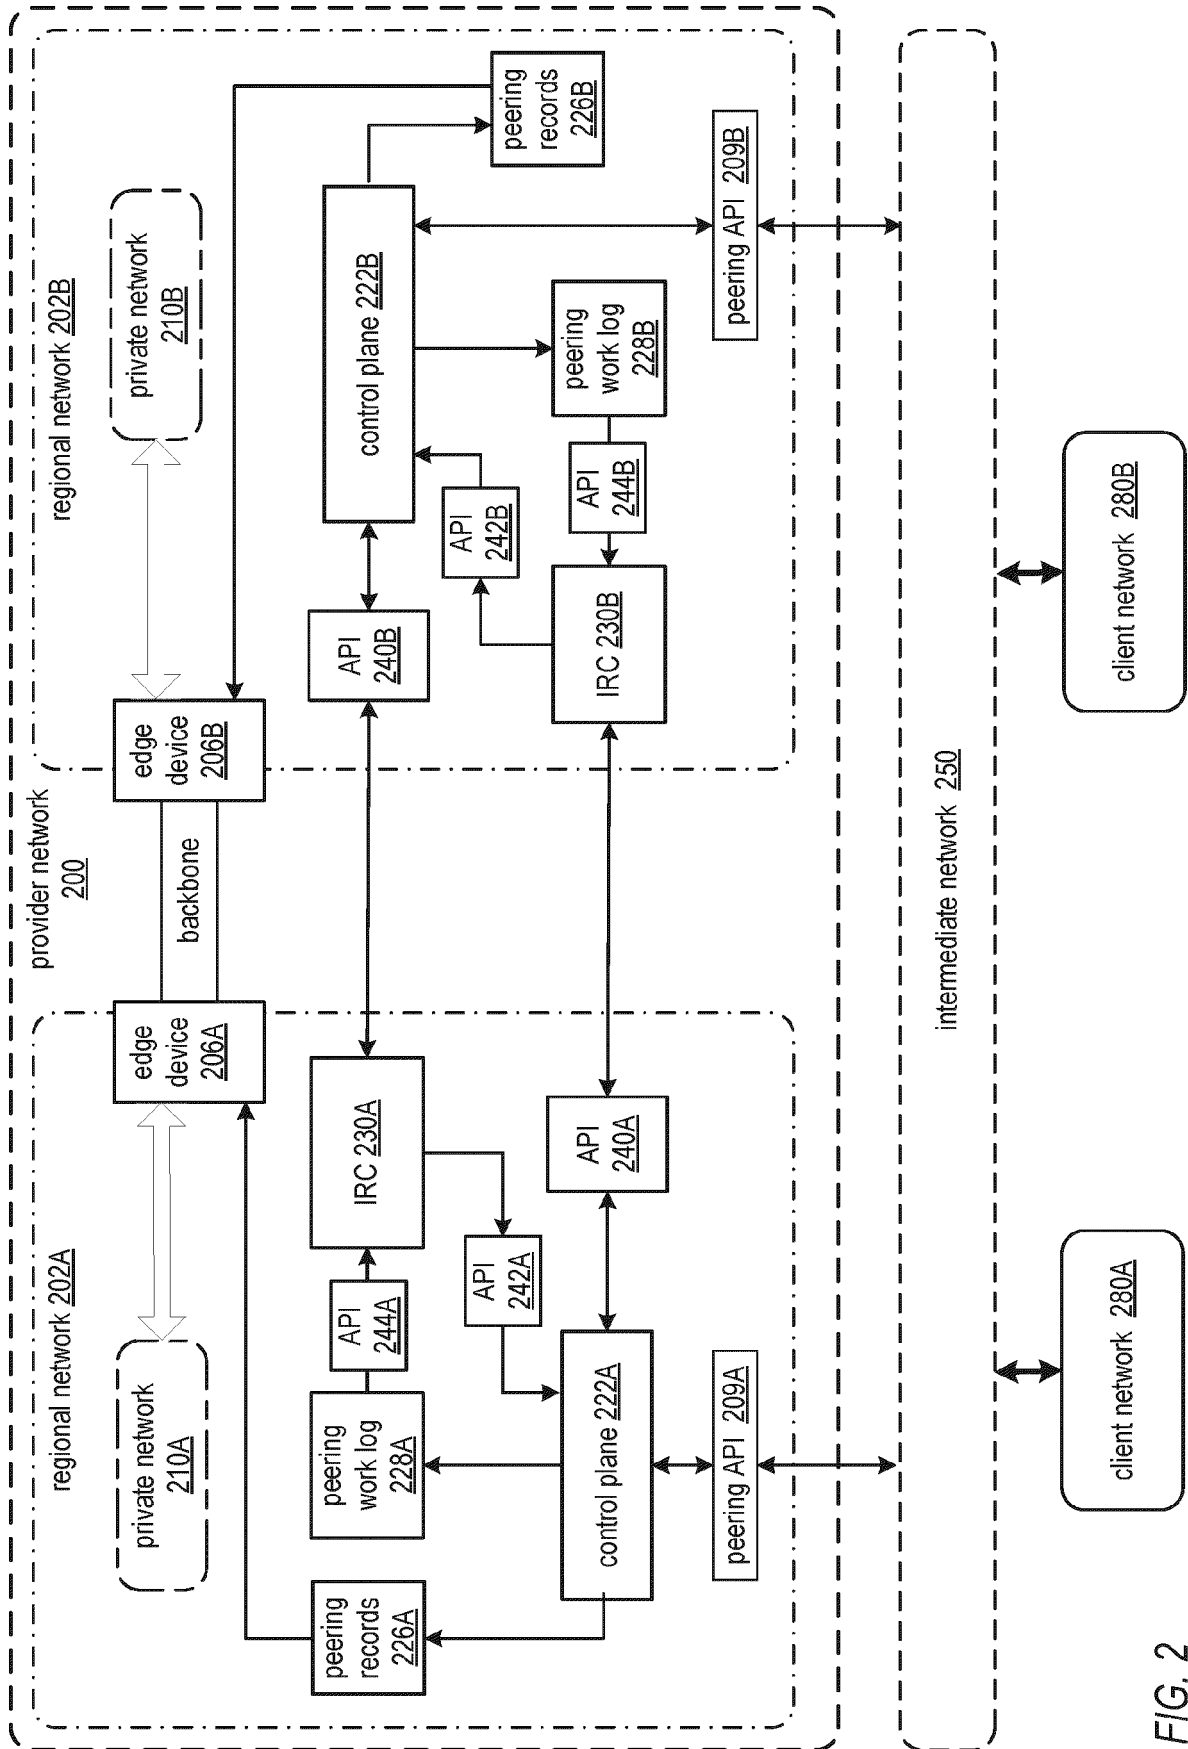 provider network
200
regional network 202A
regional network 202B
private network
210A
edge
device
206A
backbone
edge
device
206B
private network
210B
peering
records
226A
peering
work log
228A
API
244A
IRC 230A
API
242A
control plane 222A
API
240A
peering API 209A
API
240B
control plane 222B
peering
records
226B
API
242B
IRC 230B
API
244B
peering
work log
228B
peering API 209B
intermediate network 250
client network 280A
client network 280B
FIG. 2